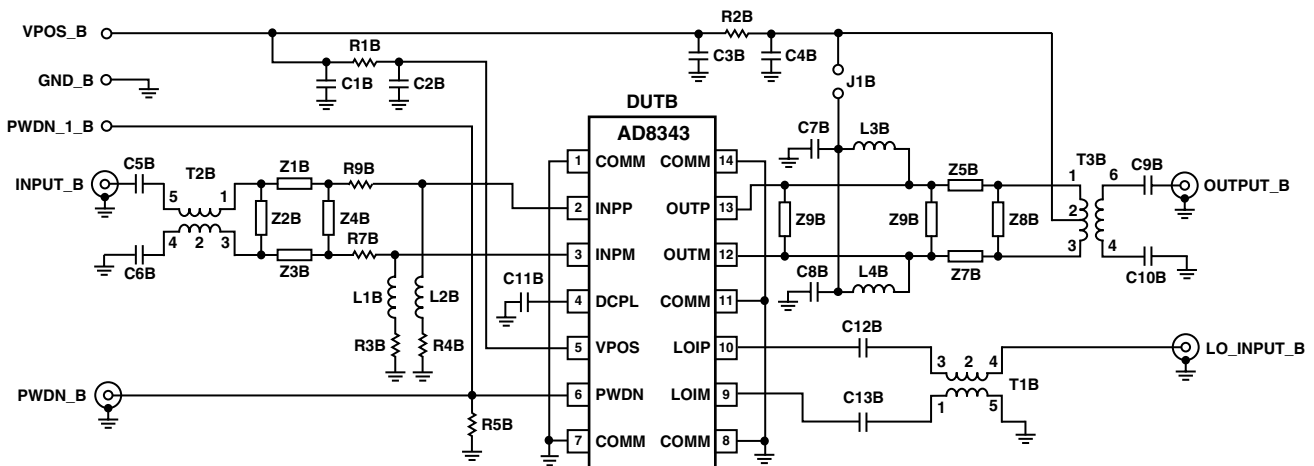 VPOS_B
R2B
R1B
C3B
C4B
C1B
C2B
J1B
GND_B
DUTB
PWDN_1_B
AD8343
C7B
L3B
C5B
T2B
Z1B
R9B
1 COMM
COMM 14
Z5B
T3B
C9B
INPUT_B
5
1
1
6
OUTPUT_B
Z2B
Z4B
2 INPP
OUTP 13
Z9B
Z9B
Z8B
2
4
2
3
R7B
3
4
C6B
Z3B
3 INPM
OUTM 12
Z7B
C10B
C11B
C8B
L4B
L1B
L2B
4 DCPL
COMM 11
C12B
R3B
R4B
5 VPOS
LOIP 10
3
2
4
LO_INPUT_B
T1B
PWDN_B
6 PWDN
LOIM 9
C13B
1
5
R5B
7 COMM
COMM 8